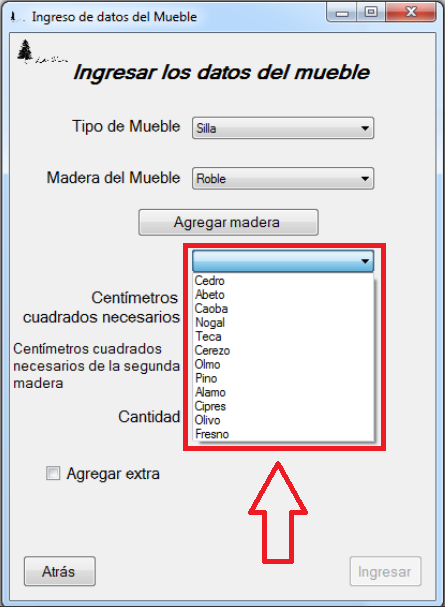 Ingreso de datos del Mueble
Ingresar los datos del mueble
Tipo de Mueble
Silla
Madera del Mueble
Roble
Agregar madera
Centímetros
cuadrados necesarios
Centímetros cuadrados
necesarios de la segunda
madera
Cantidad
Cedro
Abeto
Caoba
Nogal
Teca
Cerezo
Olmo
Pino
Alamo
Cipres
Olivo
Fresno
Agregar extra
Atrás
Ingresar